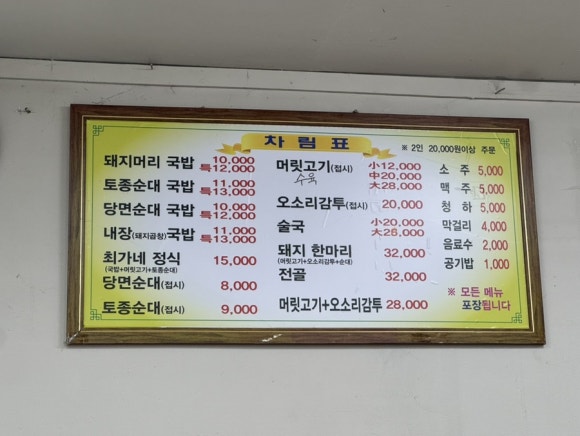 차림표
※ 2인 20,000원이상 주문
돼지머리 국밥 10,000
특12,000
토종순대 국밥 11,000
특13,000
당면순대 국밥 10,000
특12,000
내장(돼지곱창)국밥 11,000
특13,000
최가네 정식 15,000
(국밥+머릿고기+토종순대)
당면순대(접시) 8,000
토종순대(접시) 9,000
머릿고기(접시) 小12,000
수육 中20,000
大28,000
오소리감투(접시) 20,000
술국 小20,000
大25,000
돼지 한마리 32,000
(머릿고기+오소리감투+순대)
전골 32,000
머릿고기+오소리감투 28,000
소주 5,000
맥주 5,000
청하 5,000
막걸리 4,000
음료수 2,000
공기밥 1,000
※ 모든 메뉴
포장됩니다